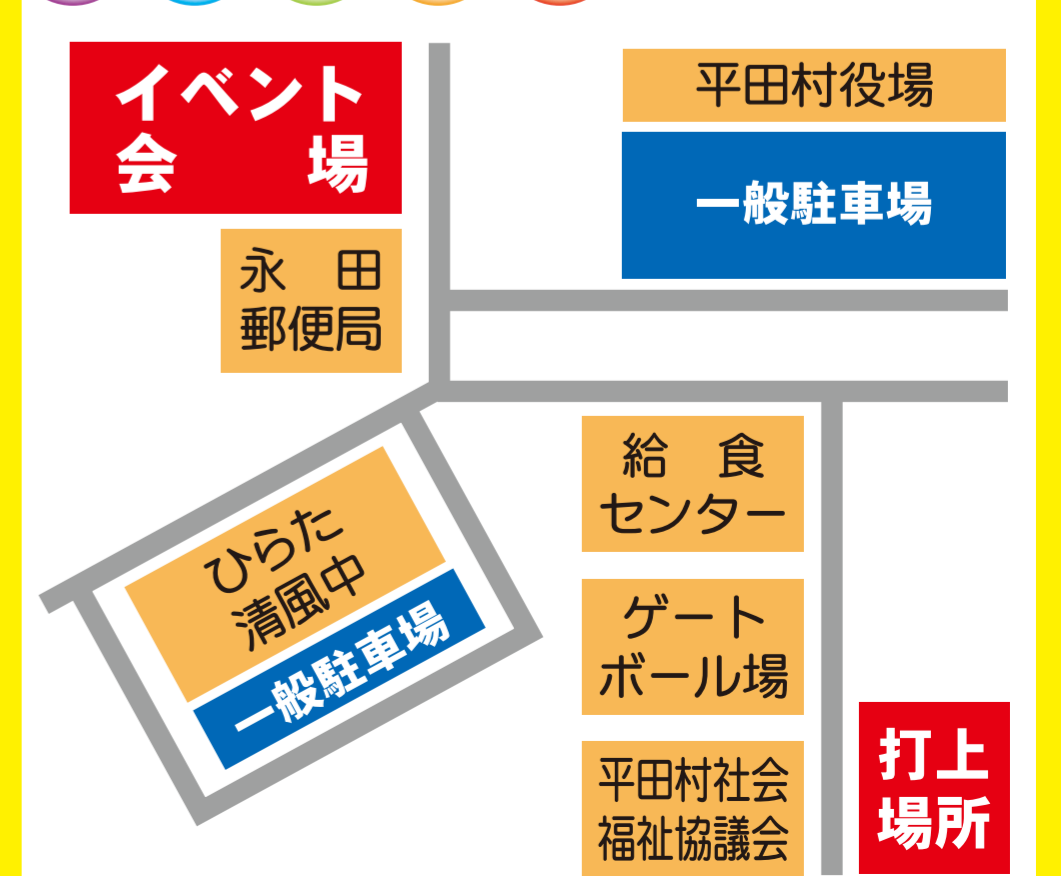 イベント
会　場
平田村役場
一般駐車場
永　田
郵便局
給　食
センター
ひらた
清風中
一般駐車場
ゲート
ボール場
平田村社会
福祉協議会
打上
場所